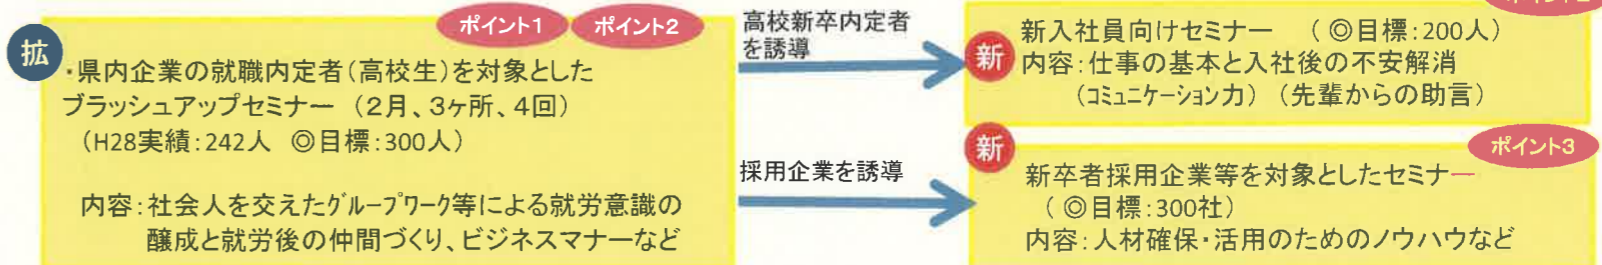 ポイント1 ポイント2
拡
・県内企業の就職内定者(高校生)を対象とした
ブラッシュアップセミナー (2月、3ヶ所、4回)
(H28実績:242人 ◎目標:300人)
内容:社会人を交えたグループワーク等による就労意識の
醸成と就労後の仲間づくり、ビジネスマナーなど
高校新卒内定者
を誘導
採用企業を誘導
新
新入社員向けセミナー (◎目標:200人)
内容:仕事の基本と入社後の不安解消
(コミュニケーション力) (先輩からの助言)
新
ポイント3
新卒者採用企業等を対象としたセミナー
(◎目標:300社)
内容:人材確保・活用のためのノウハウなど